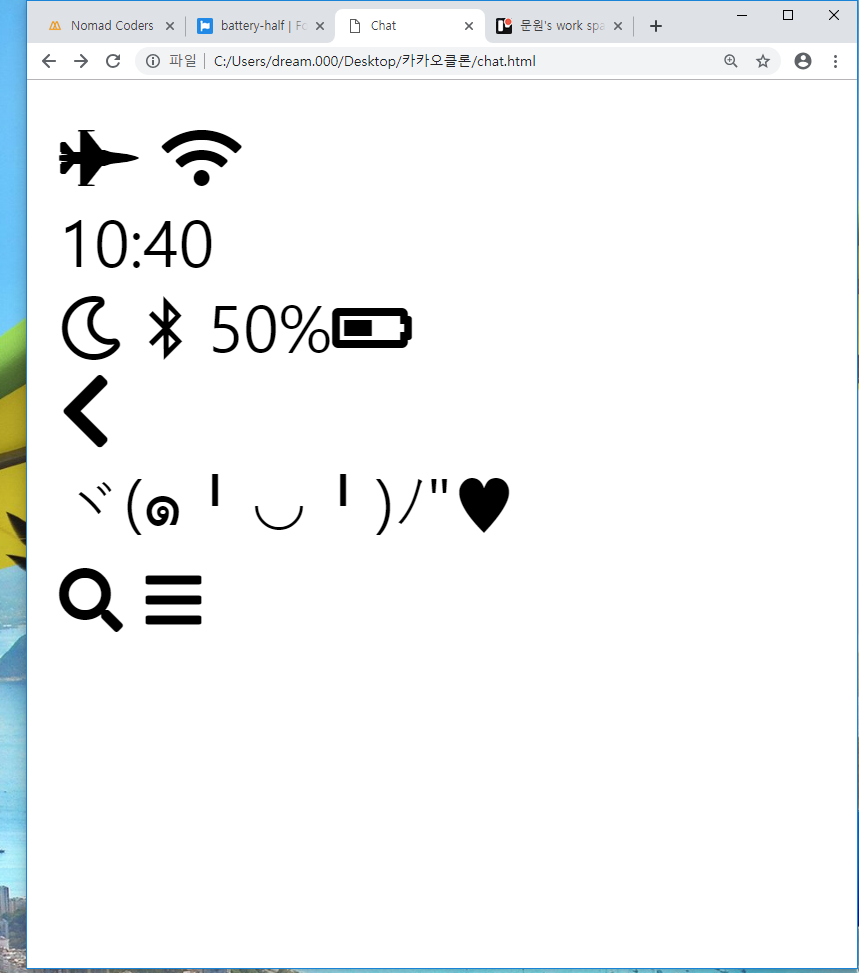 Nomad Coders
battery-half | Fo
Chat
문원's work spa
파일 | C:/Users/dream.000/Desktop/카카오클론/chat.html
10:40
50%
ヾ(๑╹◡╹)ﾉ"♥